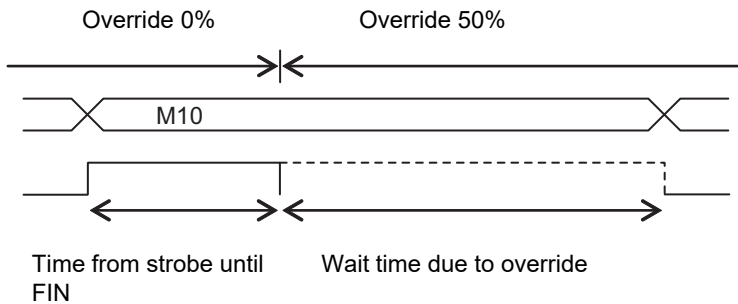 Override 0%
Override 50%
M10
Time from strobe until
FIN
Wait time due to override